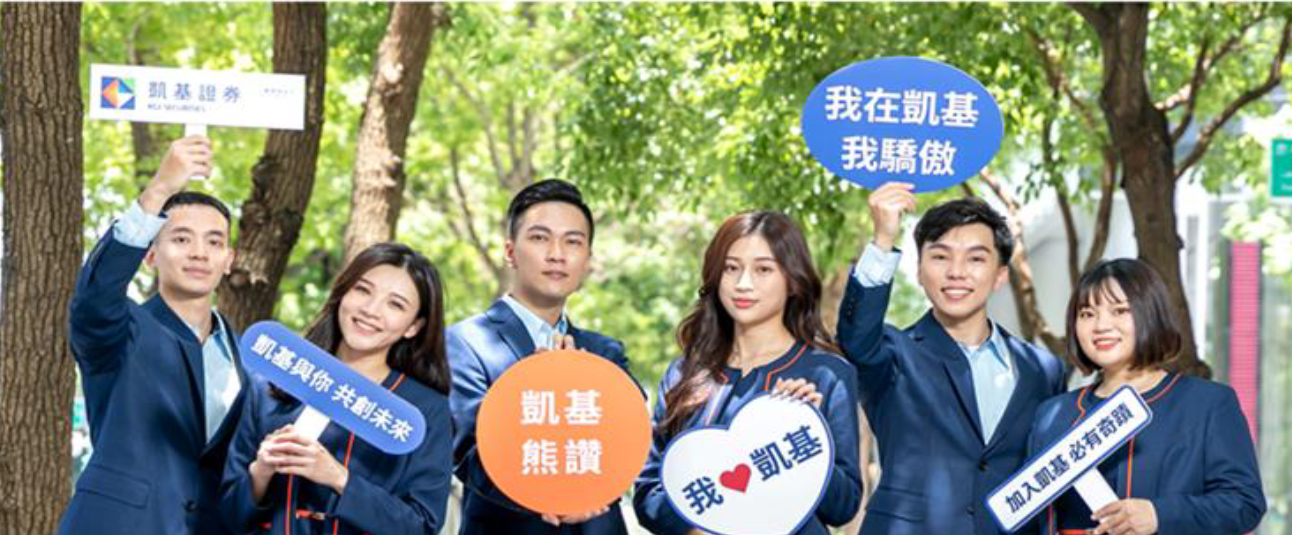 凱基證券
KGI SECURITIES
我在凱基
我驕傲
凱基與你 共創未來
凱基
熊讚
我❤凱基
加入凱基 必有奇蹟